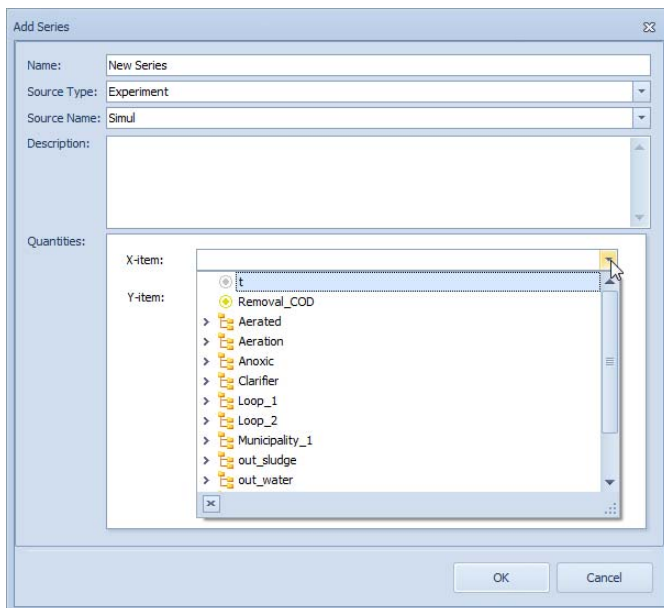 Add Series
Name: New Series
Source Type: Experiment
Source Name: Simul
Description:
Quantities:
X-item:
t
Y-item:
Removal_COD
Aerated
Aeration
Anoxic
Clarifier
Loop_1
Loop_2
Municipality_1
out_sludge
out_water
OK Cancel